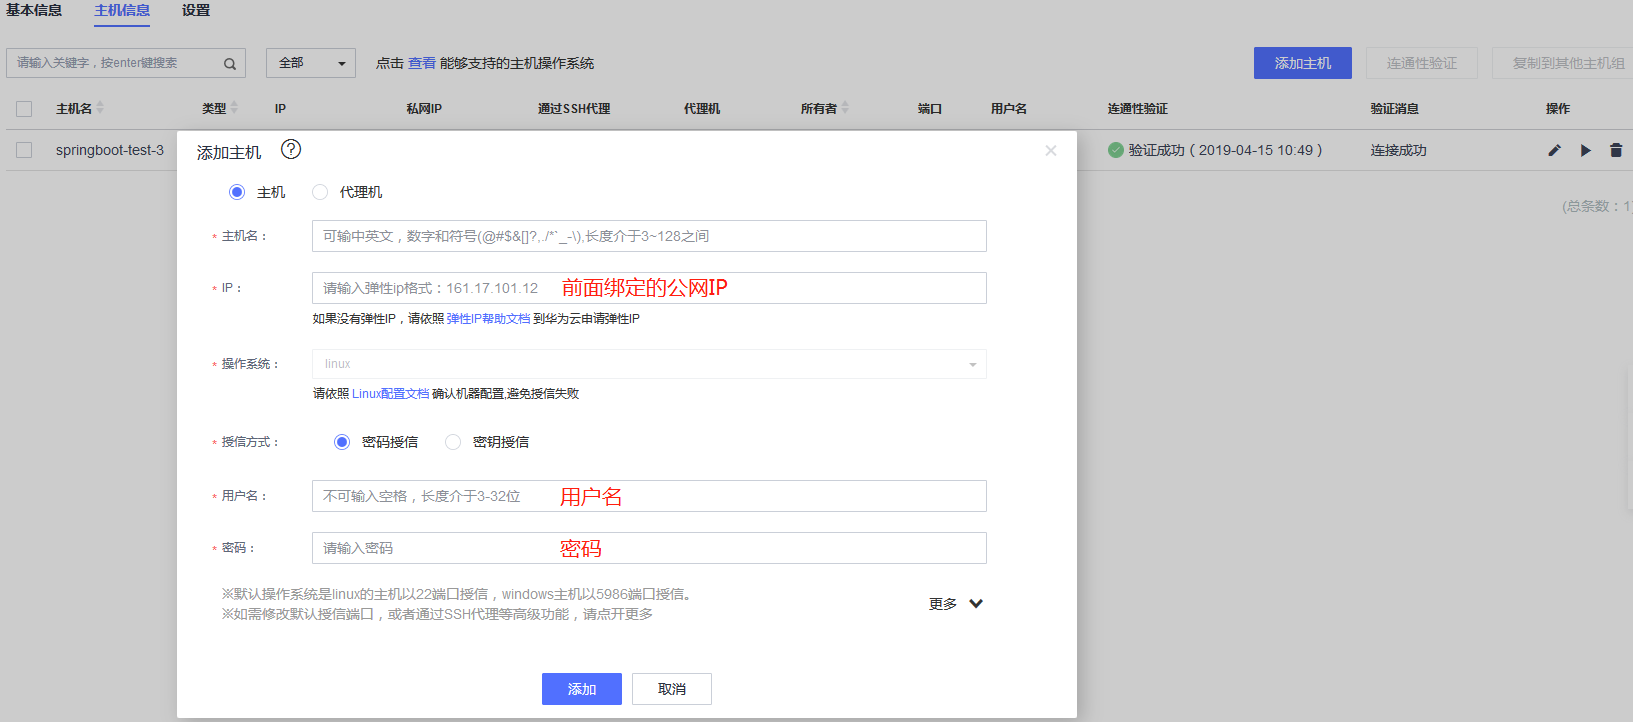 基本信息 主机信息 设置
请输入关键字，按enter键搜索 全部 点击 查看 能够支持的主机操作系统 添加主机 连通性验证 复制到其他主机组
主机名 类型 IP 私网IP 通过SSH代理 代理机 所有者 端口 用户名 连通性验证 验证消息 操作
springboot-test-3 验证成功（2019-04-15 10:49） 连接成功
(总条数：1)
添加主机 ?
主机 代理机
* 主机名： 可输中英文，数字和符号(@#$&[]?,./*`_-\),长度介于3~128之间
* IP： 请输入弹性ip格式：161.17.101.12 前面绑定的公网IP
如果没有弹性IP，请依照 弹性IP帮助文档 到华为云申请弹性IP
* 操作系统： linux
请依照 Linux配置文档 确认机器配置,避免授信失败
* 授信方式： 密码授信 密钥授信
* 用户名： 不可输入空格，长度介于3-32位 用户名
* 密码： 请输入密码 密码
※默认操作系统是linux的主机以22端口授信，windows主机以5986端口授信。
※如需修改默认授信端口，或者通过SSH代理等高级功能，请点开更多
更多
添加 取消